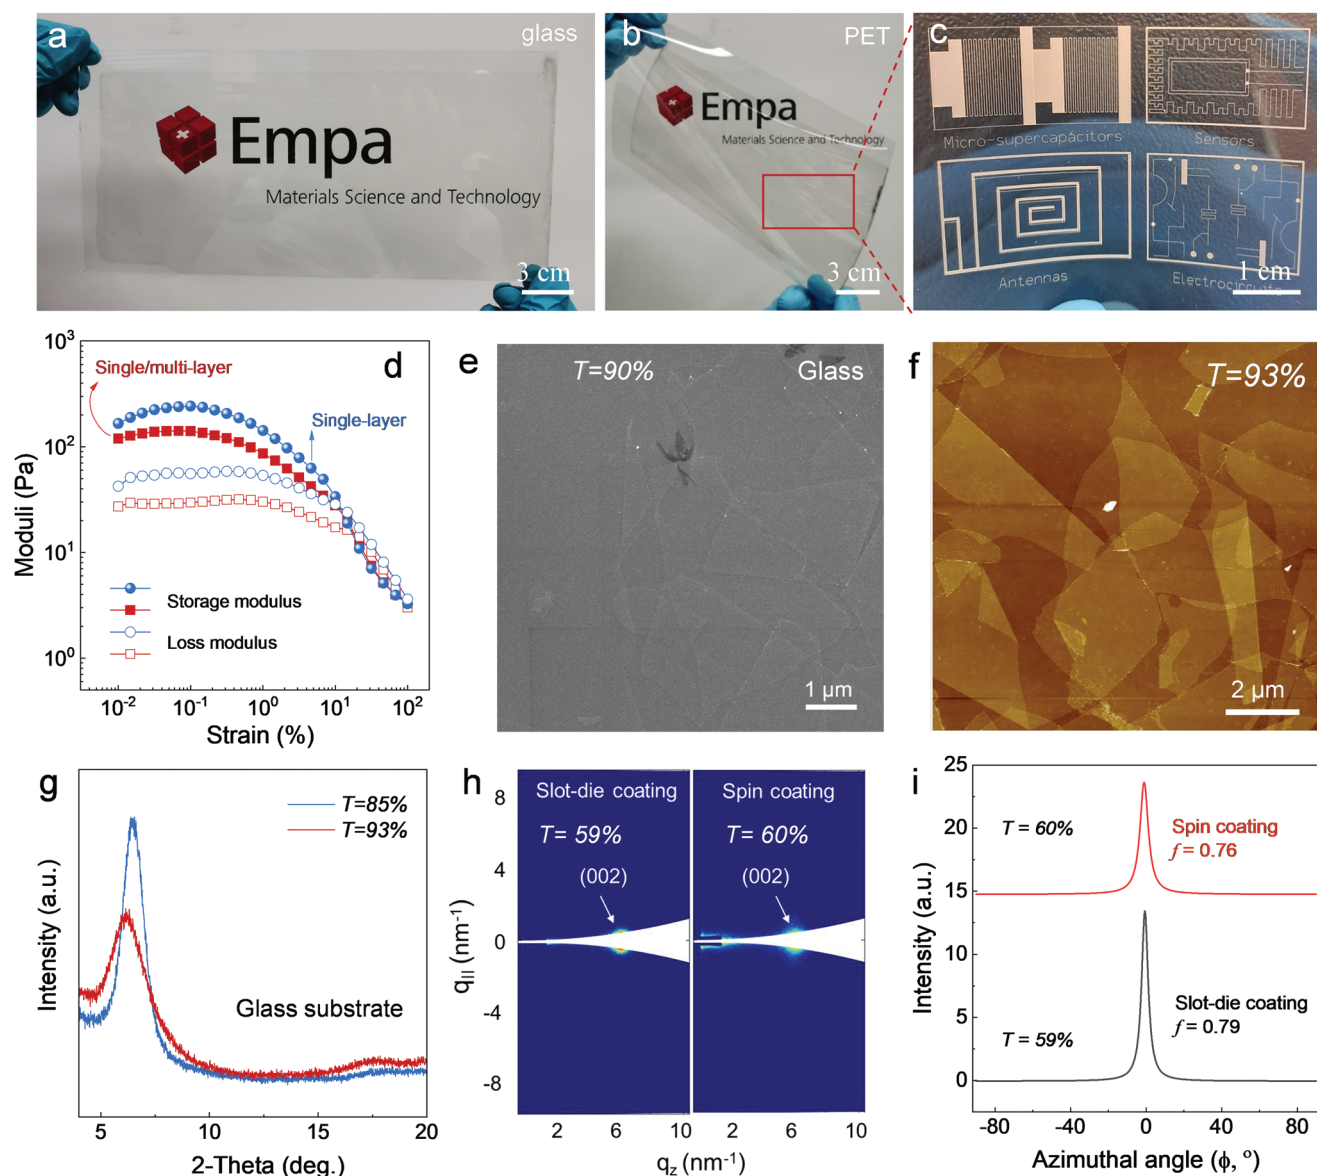 a
glass
Empa
Materials Science and Technology
3 cm
b
PET
Empa
Materials Science and Technology
3 cm
c
Micro-supercapacitors
Sensors
Antennas
Electrocircuits
1 cm
d
Single/multi-layer
Single-layer
Storage modulus
Loss modulus
10³
10²
10¹
10⁰
Moduli (Pa)
10⁻² 10⁻¹ 10⁰ 10¹ 10²
Strain (%)
e
T=90%
Glass
1 µm
f
T=93%
2 µm
g
T=85%
T=93%
Glass substrate
Intensity (a.u.)
5 10 15 20
2-Theta (deg.)
h
Slot-die coating
T= 59%
(002)
Spin coating
T= 60%
(002)
8
4
0
-4
-8
q_II (nm⁻¹)
2 6 10 2 6 10
q_z (nm⁻¹)
i
T = 60%
Spin coating
f = 0.76
Slot-die coating
f = 0.79
T = 59%
25
20
15
10
5
0
Intensity (a.u.)
-80 -40 0 40 80
Azimuthal angle (ϕ, °)